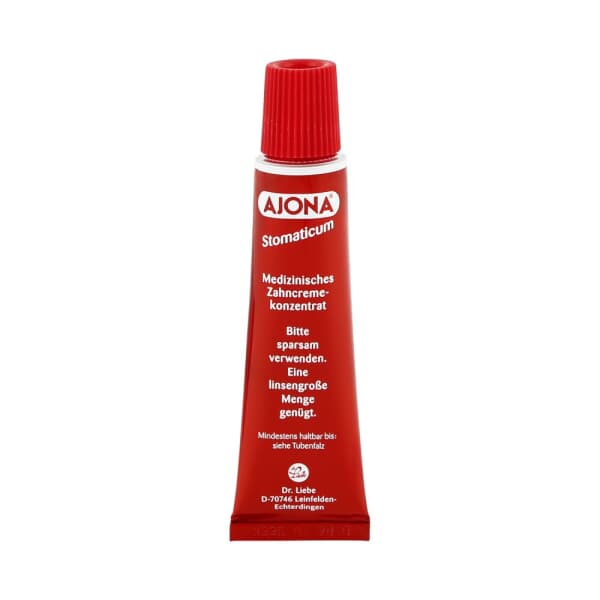 AJONA®
Stomaticum
Medizinisches
Zahncreme-
konzentrat
Bitte
sparsam
verwenden.
Eine
linsengroße
Menge
genügt.
Mindestens haltbar bis:
siehe Tubenfalz
Dr. Liebe
D-70746 Leinfelden-
Echterdingen